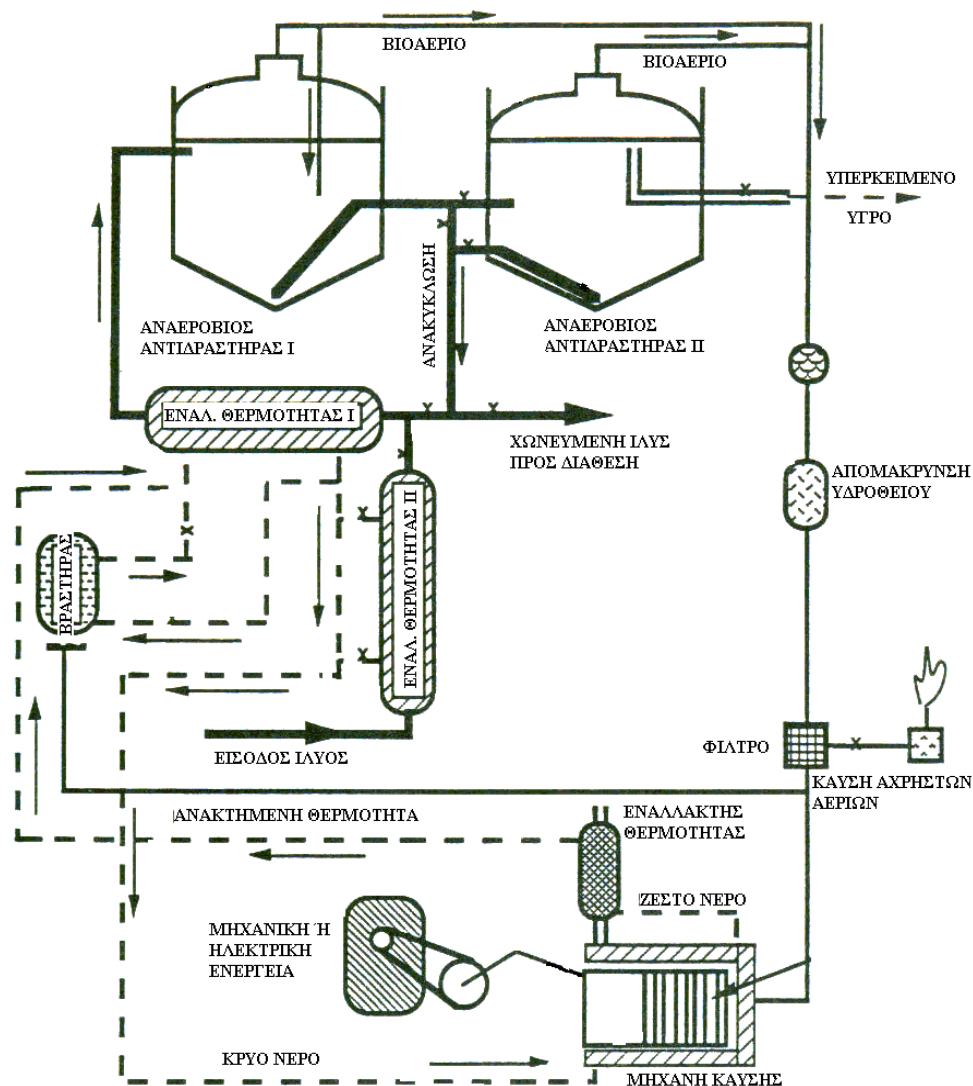 ΒΙΟΑΕΡΙΟ
ΒΙΟΑΕΡΙΟ
ΥΠΕΡΚΕΙΜΕΝΟ
ΥΓΡΟ
ΑΝΑΕΡΟΒΙΟΣ
ΑΝΤΙΔΡΑΣΤΗΡΑΣ Ι
ΑΝΑΚΥΚΛΩΣΗ
ΑΝΑΕΡΟΒΙΟΣ
ΑΝΤΙΔΡΑΣΤΗΡΑΣ ΙΙ
ΕΝΑΛ. ΘΕΡΜΟΤΗΤΑΣ Ι
ΧΩΝΕΥΜΕΝΗ ΙΛΥΣ
ΠΡΟΣ ΔΙΑΘΕΣΗ
ΑΠΟΜΑΚΡΥΝΣΗ
ΥΔΡΟΘΕΙΟΥ
ΒΡΑΣΤΗΡΑΣ
ΕΝΑΛ. ΘΕΡΜΟΤΗΤΑΣ ΙΙ
ΕΙΣΟΔΟΣ ΙΛΥΟΣ
ΦΙΛΤΡΟ
ΚΑΥΣΗ ΑΧΡΗΣΤΩΝ
ΑΕΡΙΩΝ
ΑΝΑΚΤΗΜΕΝΗ ΘΕΡΜΟΤΗΤΑ
ΕΝΑΛΛΑΚΤΗΣ
ΘΕΡΜΟΤΗΤΑΣ
ΖΕΣΤΟ ΝΕΡΟ
ΜΗΧΑΝΙΚΗ Ή
ΗΛΕΚΤΡΙΚΗ
ΕΝΕΡΓΕΙΑ
ΚΡΥΟ ΝΕΡΟ
ΜΗΧΑΝΗ ΚΑΥΣΗΣ